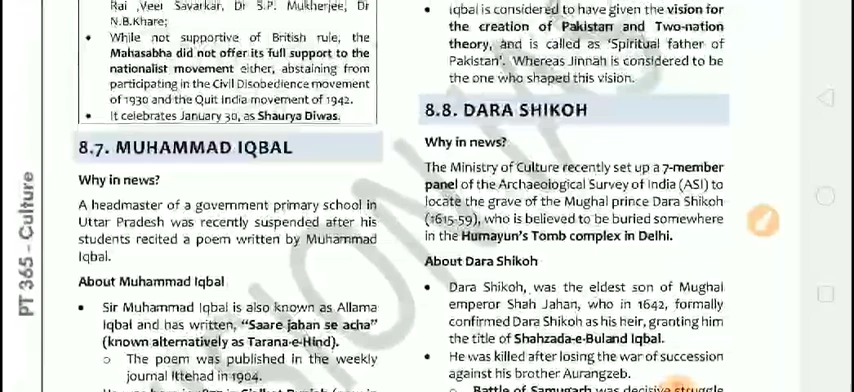 Rai ,Veer Savarkar, Dr S.P. Mukherjee, Dr
N.B.Khare;
• While not supportive of British rule, the
Mahasabha did not offer its full support to the
nationalist movement either, abstaining from
participating in the Civil Disobedience movement
of 1930 and the Quit India movement of 1942.
• It celebrates January 30, as Shaurya Diwas.
8.7. MUHAMMAD IQBAL
Why in news?
A headmaster of a government primary school in
Uttar Pradesh was recently suspended after his
students recited a poem written by Muhammad
Iqbal.
About Muhammad Iqbal
• Sir Muhammad Iqbal is also known as Allama
Iqbal and has written, "Saare jahan se acha"
(known alternatively as Tarana-e-Hind).
o The poem was published in the weekly
journal Ittehad in 1904.
• Iqbal is considered to have given the vision for
the creation of Pakistan and Two-nation
theory, and is called as 'Spiritual father of
Pakistan'. Whereas Jinnah is considered to be
the one who shaped this vision.
8.8. DARA SHIKOH
Why in news?
The Ministry of Culture recently set up a 7-member
panel of the Archaeological Survey of India (ASI) to
locate the grave of the Mughal prince Dara Shikoh
(1615-59), who is believed to be buried somewhere
in the Humayun's Tomb complex in Delhi.
About Dara Shikoh
• Dara Shikoh, was the eldest son of Mughal
emperor Shah Jahan, who in 1642, formally
confirmed Dara Shikoh as his heir, granting him
the title of Shahzada-e-Buland Iqbal.
• He was killed after losing the war of succession
against his brother Aurangzeb.
o Battle of Samugarh was decisive struggle
PT 365 - Culture